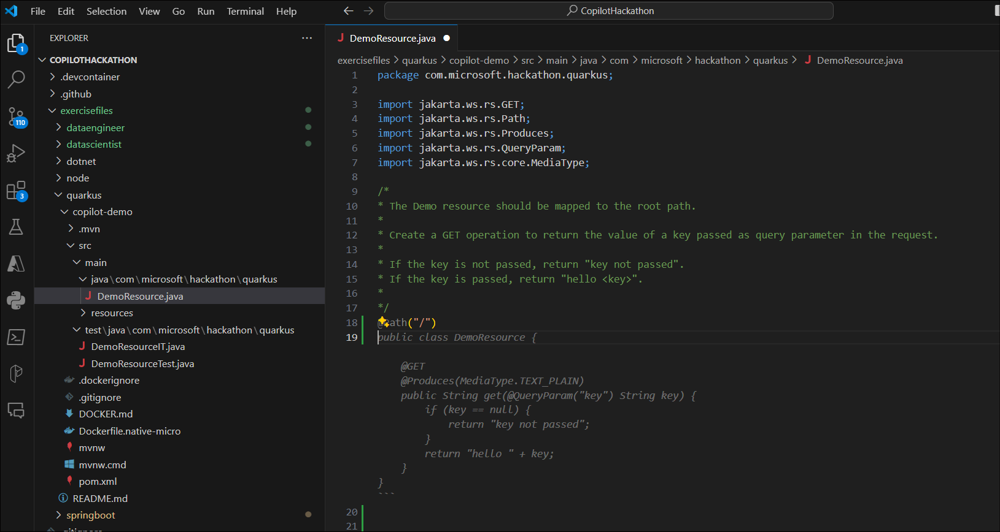 File Edit Selection View Go Run Terminal Help
CopilotHackathon
EXPLORER
COPILOTHACKATHON
.devcontainer
.github
exercisefiles
dataengineer
datascientist
dotnet
node
quarkus
copilot-demo
.mvn
src
main
java\com\microsoft\hackathon\quarkus
DemoResource.java
resources
test\java\com\microsoft\hackathon\quarkus
DemoResourceIT.java
DemoResourceTest.java
.dockerignore
.gitignore
DOCKER.md
Dockerfile.native-micro
mvnw
mvnw.cmd
pom.xml
README.md
springboot
.gitignore
1
110
3
DemoResource.java
exercisefiles > quarkus > copilot-demo > src > main > java > com > microsoft > hackathon > quarkus > DemoResource.java
1 package com.microsoft.hackathon.quarkus;
2
3 import jakarta.ws.rs.GET;
4 import jakarta.ws.rs.Path;
5 import jakarta.ws.rs.Produces;
6 import jakarta.ws.rs.QueryParam;
7 import jakarta.ws.rs.core.MediaType;
8
9 /*
10 * The Demo resource should be mapped to the root path.
11 *
12 * Create a GET operation to return the value of a key passed as query parameter in the request.
13 *
14 * If the key is not passed, return "key not passed".
15 * If the key is passed, return "hello <key>".
16 *
17 */
18 @Path("/")
19 public class DemoResource {
@GET
@Produces(MediaType.TEXT_PLAIN)
public String get(@QueryParam("key") String key) {
if (key == null) {
return "key not passed";
}
return "hello " + key;
}
}
```
20
21